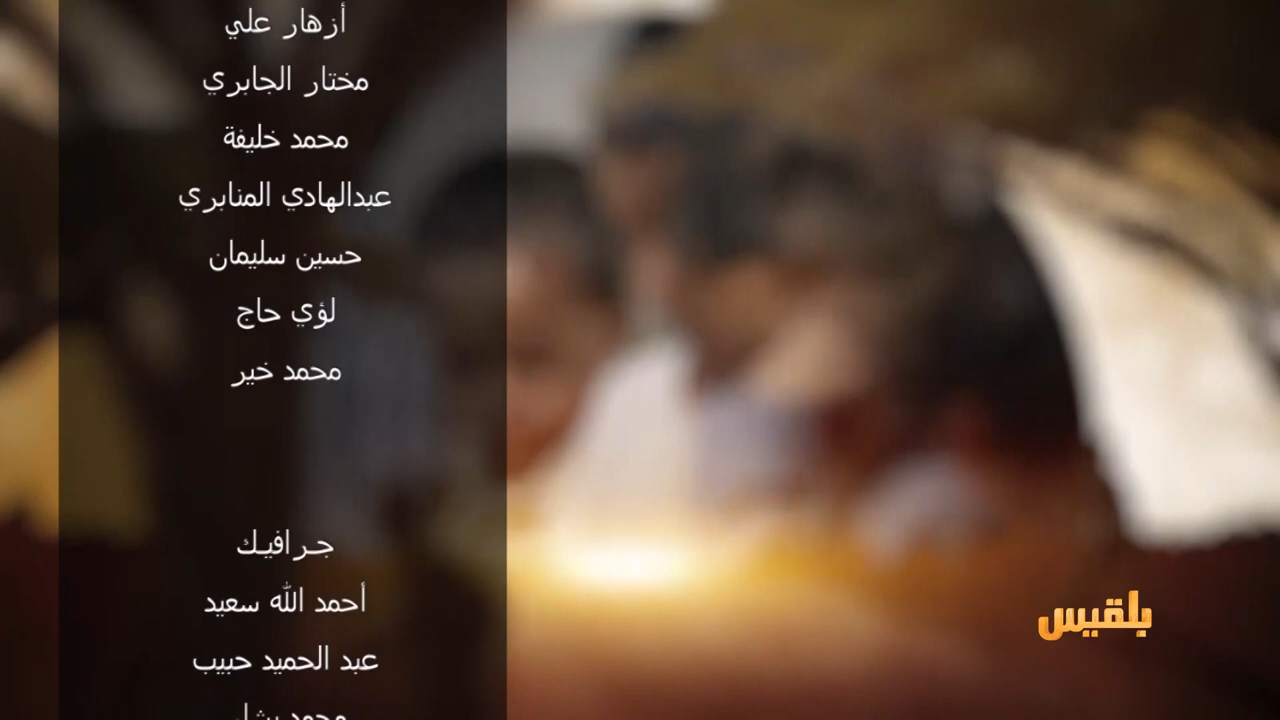 أزهار علي
مختار الجابري
محمد خليفة
عبدالهادي المنابري
حسين سليمان
لؤي حاج
محمد خير
جرافيك
أحمد الله سعيد
عبد الحميد حبيب
محمد
بلقيس